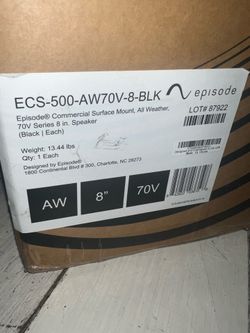 ECS-500-AW70V-8-BLK
episode
LOT# 87922
Episode® Commercial Surface Mount, All Weather,
70V Series 8 in. Speaker
(Black | Each)
Weight: 13.44 lbs
Qty: 1 Each
Designed by Episode®
1800 Continental Blvd # 300, Charlotte, NC 28273
AW
8"
70V